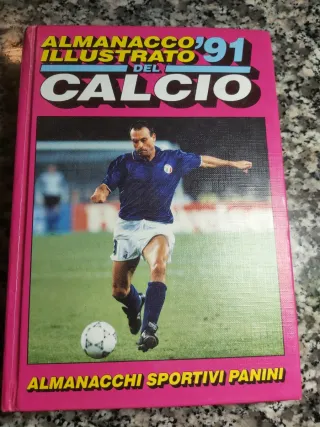 ALMANACCO '91
ILLUSTRATO
DEL
CALCIO
ALMANACCHI SPORTIVI PANINI